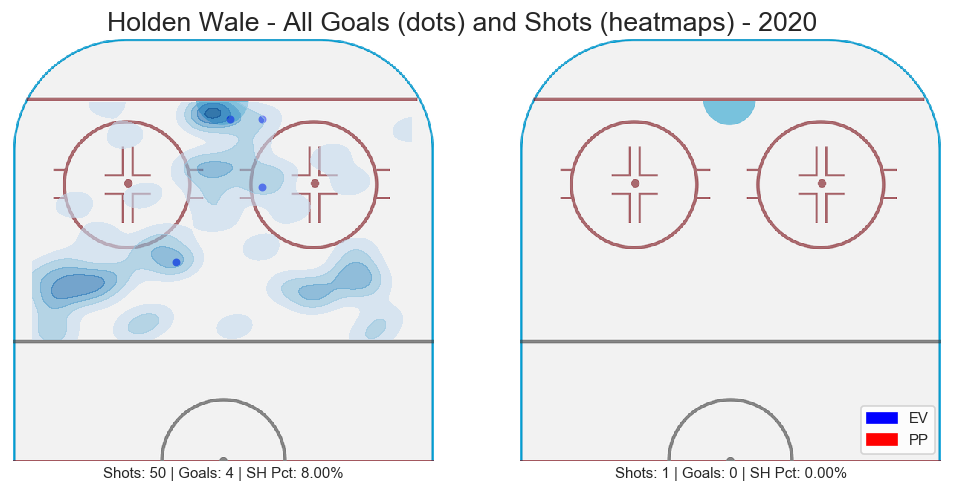 Holden Wale - All Goals (dots) and Shots (heatmaps) - 2020
EV
PP
Shots: 50 | Goals: 4 | SH Pct: 8.00%
Shots: 1 | Goals: 0 | SH Pct: 0.00%